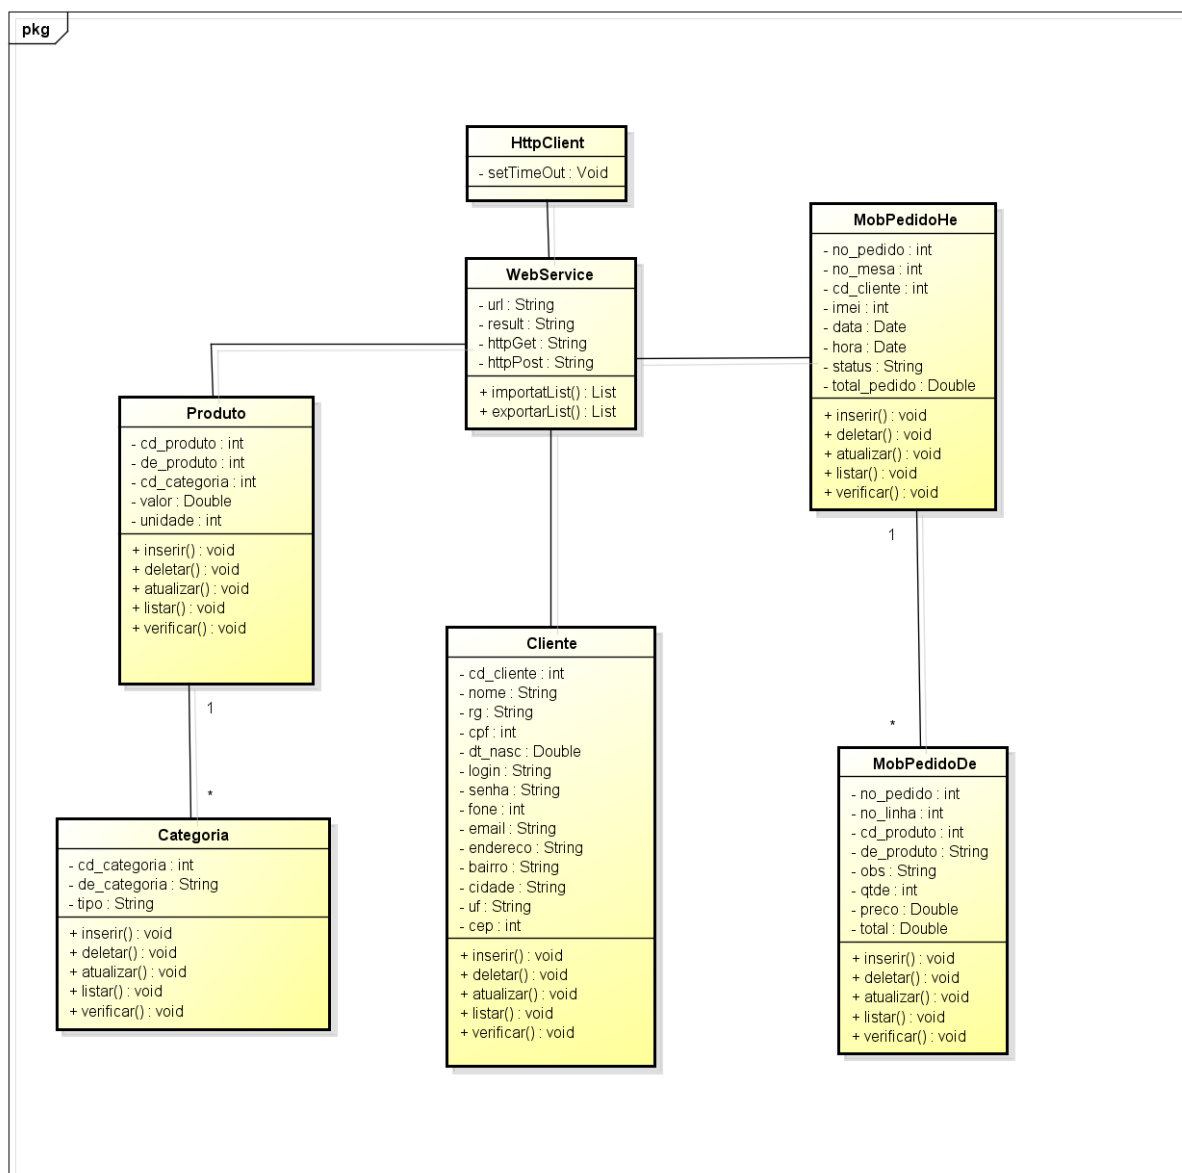 pkg
HttpClient
- setTimeOut : Void
WebService
- url : String
- result : String
- httpGet : String
- httpPost : String
+ importatList() : List
+ exportarList() : List
MobPedidoHe
- no_pedido : int
- no_mesa : int
- cd_cliente : int
- imei : int
- data : Date
- hora : Date
- status : String
- total_pedido : Double
+ inserir() : void
+ deletar() : void
+ atualizar() : void
+ listar() : void
+ verificar() : void
Produto
- cd_produto : int
- de_produto : int
- cd_categoria : int
- valor : Double
- unidade : int
+ inserir() : void
+ deletar() : void
+ atualizar() : void
+ listar() : void
+ verificar() : void
1
*
1
*
Cliente
- cd_cliente : int
- nome : String
- rg : String
- cpf : int
- dt_nasc : Double
- login : String
- senha : String
- fone : int
- email : String
- endereco : String
- bairro : String
- cidade : String
- uf : String
- cep : int
+ inserir() : void
+ deletar() : void
+ atualizar() : void
+ listar() : void
+ verificar() : void
Categoria
- cd_categoria : int
- de_categoria : String
- tipo : String
+ inserir() : void
+ deletar() : void
+ atualizar() : void
+ listar() : void
+ verificar() : void
MobPedidoDe
- no_pedido : int
- no_linha : int
- cd_produto : int
- de_produto : String
- obs : String
- qtde : int
- preco : Double
- total : Double
+ inserir() : void
+ deletar() : void
+ atualizar() : void
+ listar() : void
+ verificar() : void